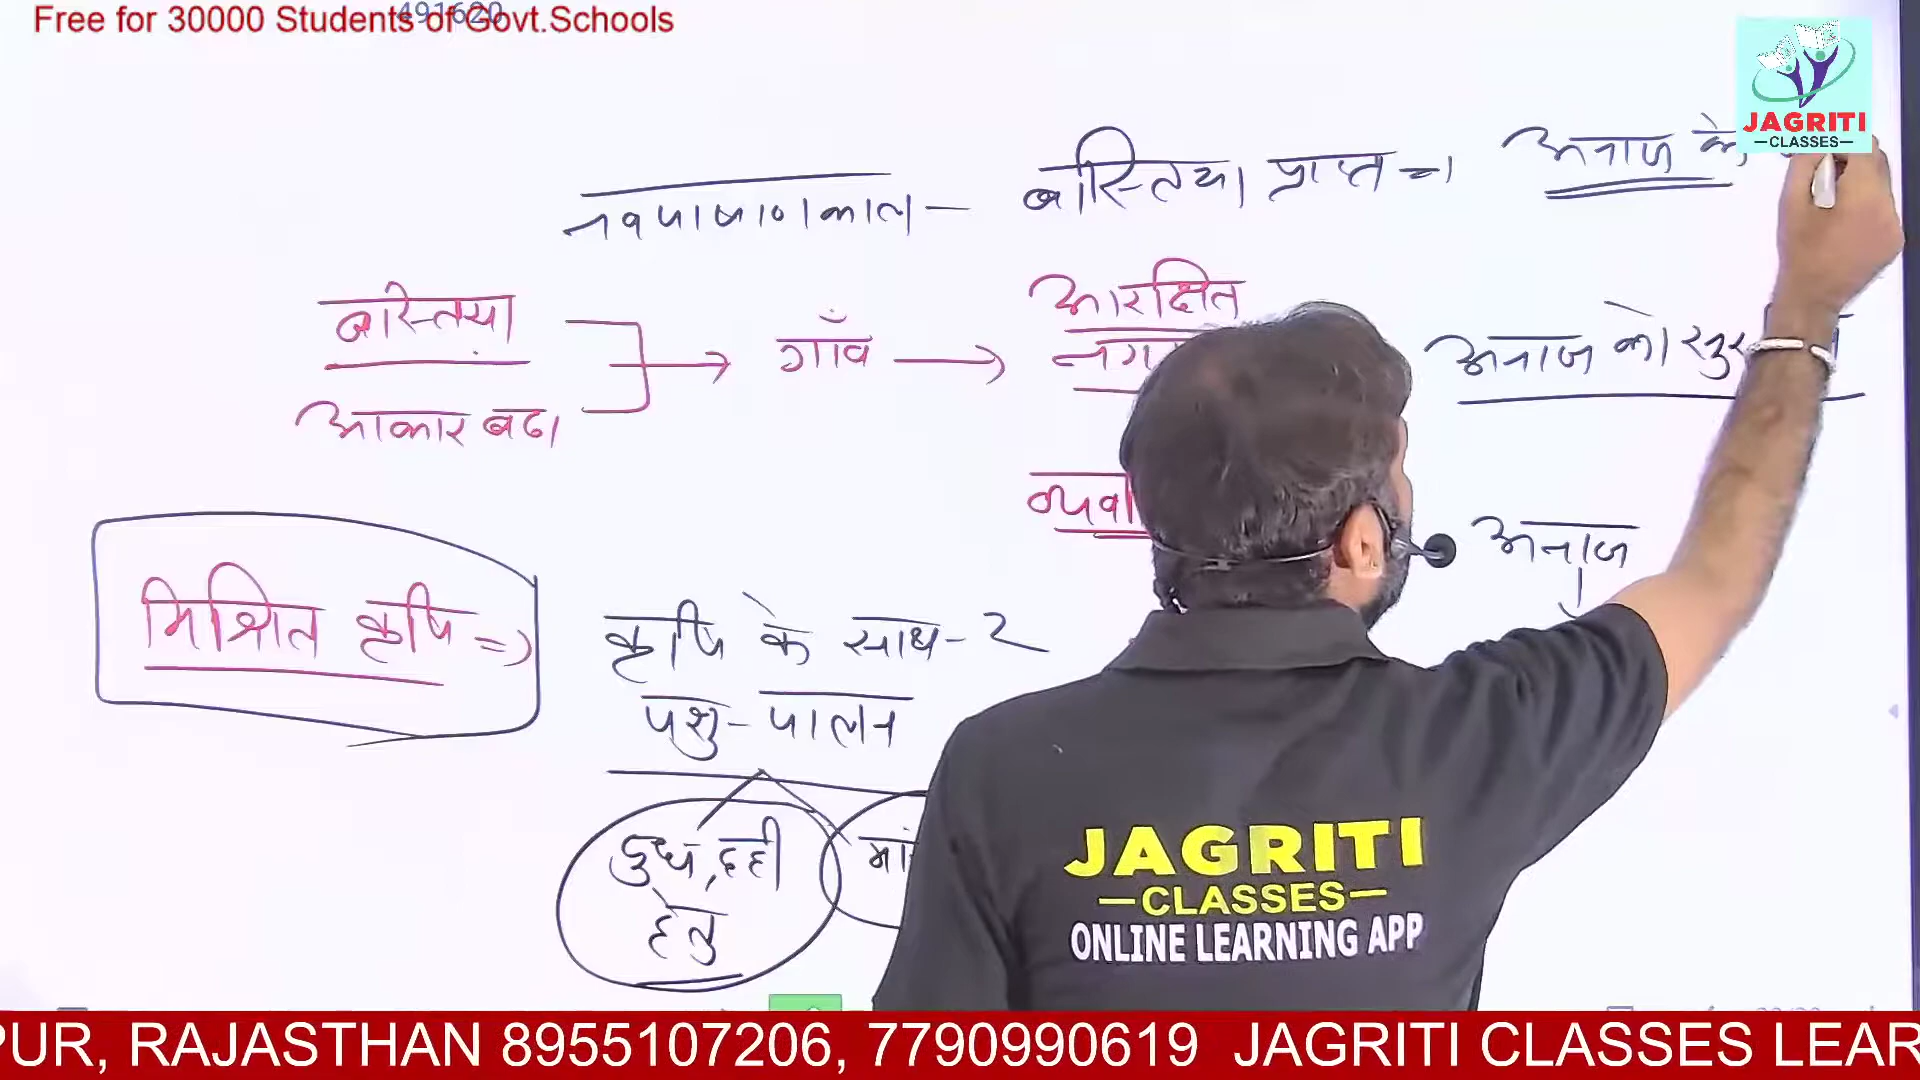 Free for 30000 Students of Govt.Schools
491620
JAGRITI
CLASSES
नवपाषाणकाल — बस्तिया प्राप्त => अनाज के
बस्तिया
आकार बढा
गाँव
आरक्षित
अनाज को
मिश्रित कृषि =>
कृषि के साथ-2
पशु-पालन
अनाज
दुध, दही
हेतु
JAGRITI
CLASSES
ONLINE LEARNING APP
PUR, RAJASTHAN 8955107206, 7790990619 JAGRITI CLASSES LEAR